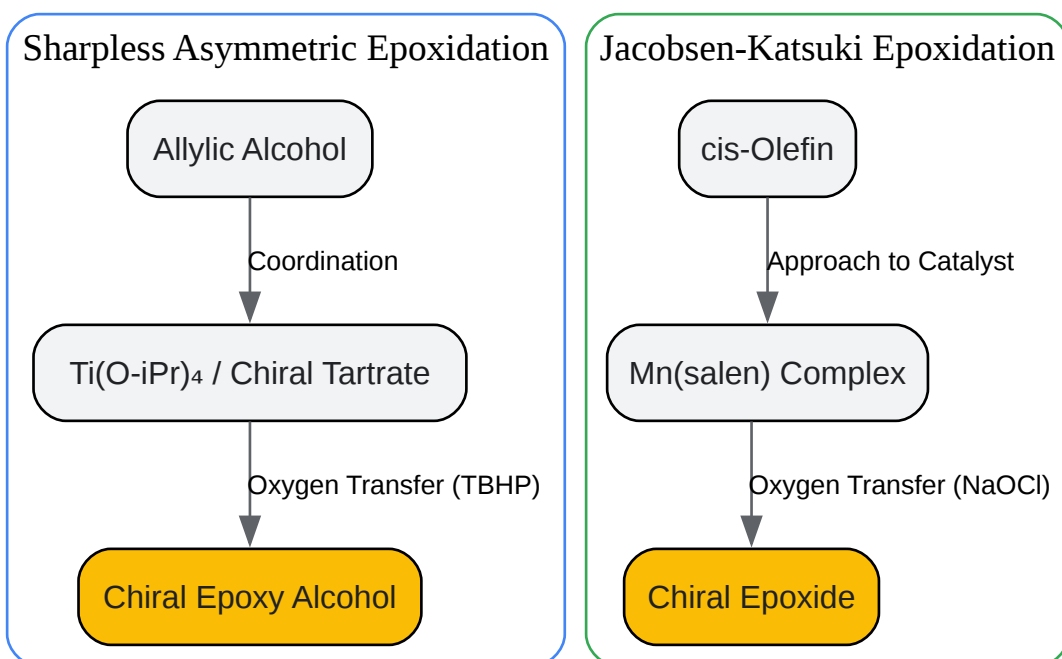 Sharpless Asymmetric Epoxidation
Allylic Alcohol
Coordination
Ti(O-iPr)₄ / Chiral Tartrate
Oxygen Transfer (TBHP)
Chiral Epoxy Alcohol
Jacobsen-Katsuki Epoxidation
cis-Olefin
Approach to Catalyst
Mn(salen) Complex
Oxygen Transfer (NaOCl)
Chiral Epoxide